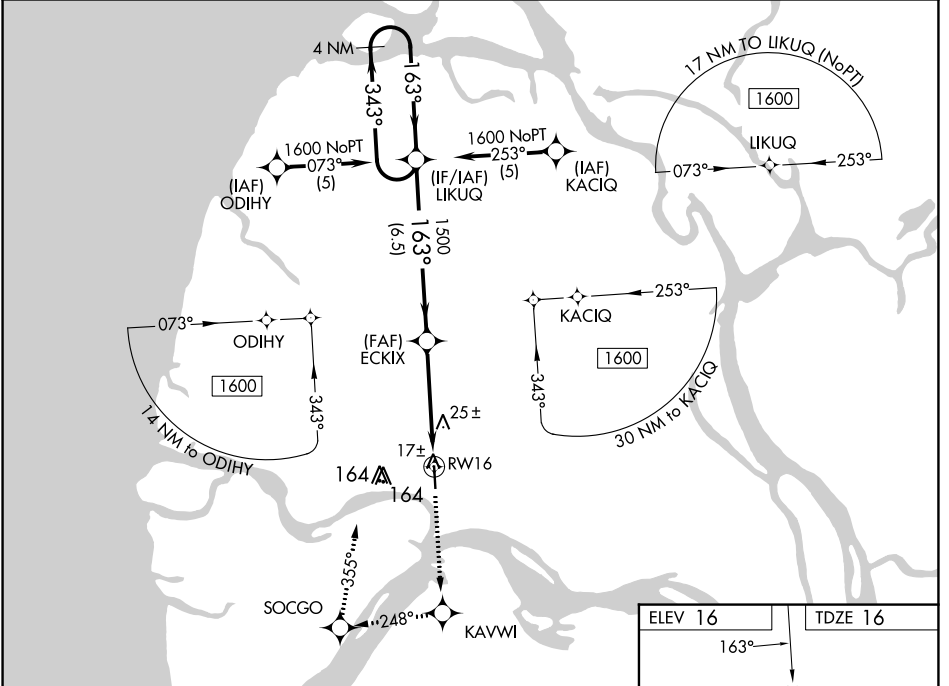 4 NM
343°
163°
17 NM TO LIKUQ (NoPT)
1600
LIKUQ
073°
253°
1600 NoPT
073°
(5)
(IAF)
ODIHY
(IF/IAF)
LIKUQ
1600 NoPT
253°
(5)
(IAF)
KACIQ
1500
163°
(6.5)
073°
ODIHY
1600
343°
14 NM to ODIHY
(FAF)
ECKIX
253°
KACIQ
1600
343°
30 NM to KACIQ
25±
17±
RW16
164
164
355°
SOCGO
248°
KAVWI
ELEV 16
TDZE 16
163°